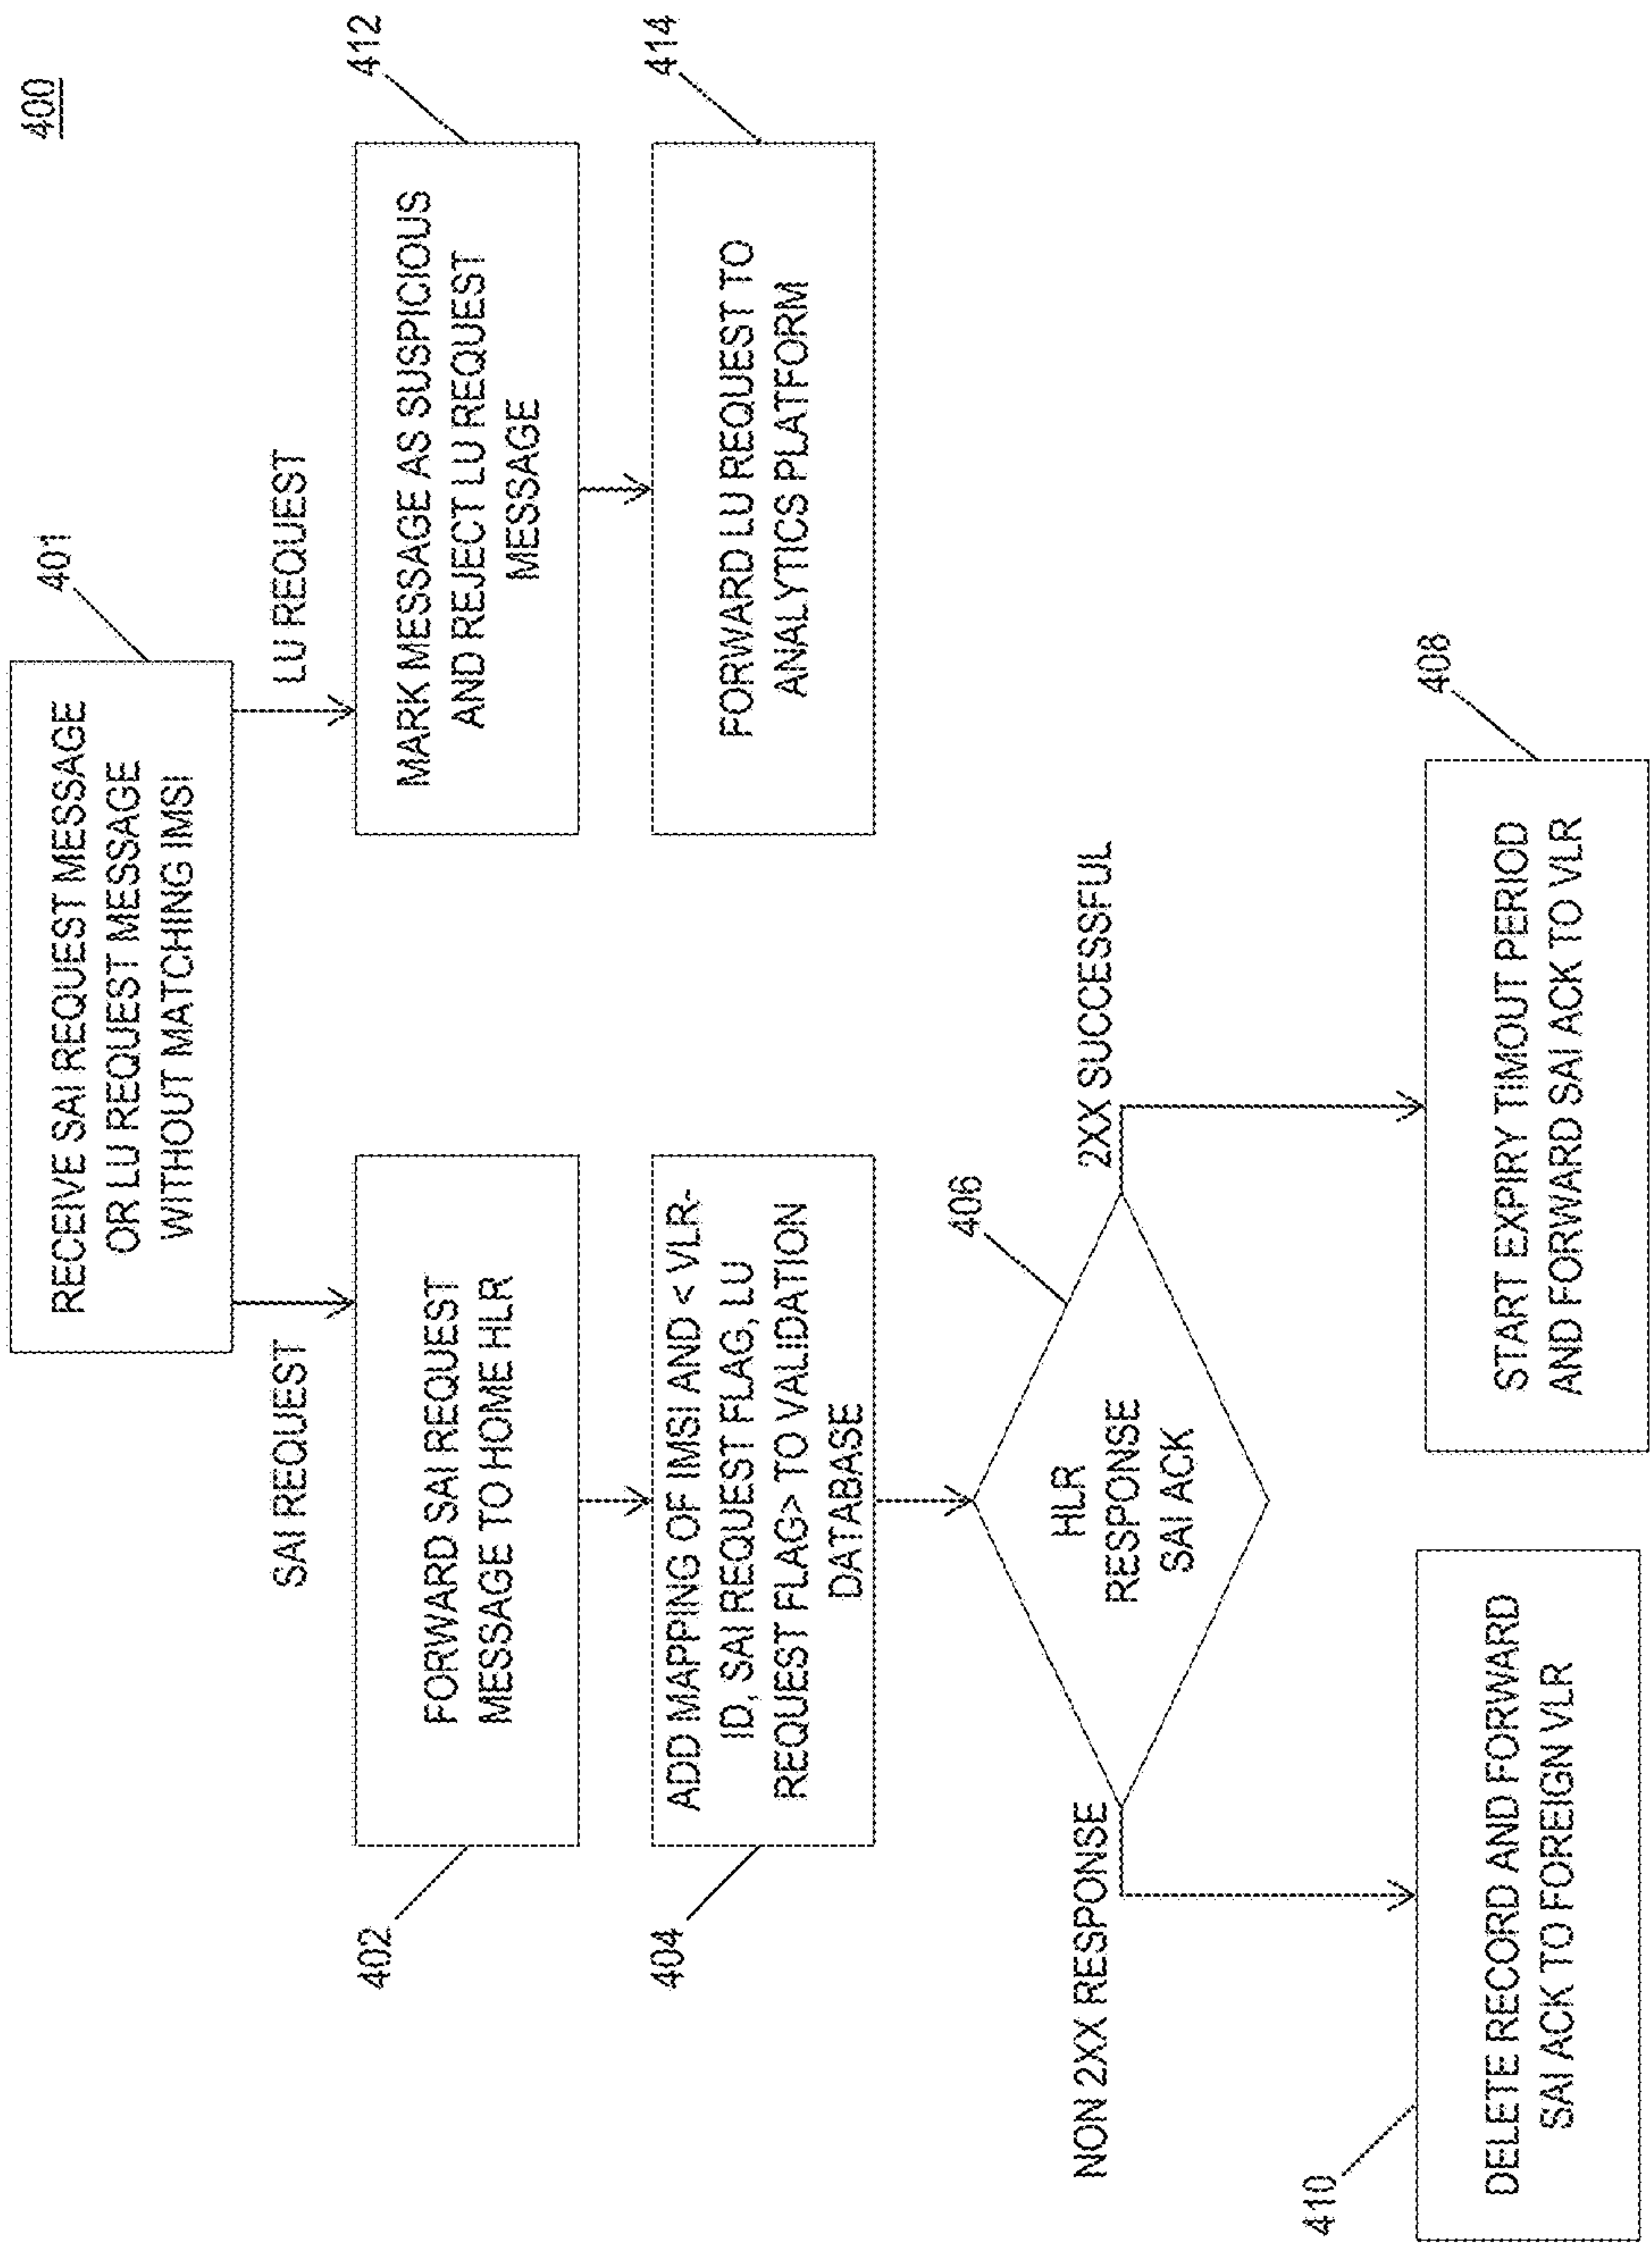 400
RECEIVE SAI REQUEST MESSAGE
OR LU REQUEST MESSAGE
WITHOUT MATCHING IMSI
401
SAI REQUEST
LU REQUEST
FORWARD SAI REQUEST
MESSAGE TO HOME HLR
402
MARK MESSAGE AS SUSPICIOUS
AND REJECT LU REQUEST
MESSAGE
412
ADD MAPPING OF IMSI AND < VLR-
ID, SAI REQUEST FLAG, LU
REQUEST FLAG> TO VALIDATION
DATABASE
404
FORWARD LU REQUEST TO
ANALYTICS PLATFORM
414
HLR
RESPONSE
SAI ACK
406
NON 2XX RESPONSE
2XX SUCCESSFUL
410
DELETE RECORD AND FORWARD
SAI ACK TO FOREIGN VLR
START EXPIRY TIMOUT PERIOD
AND FORWARD SAI ACK TO VLR
408